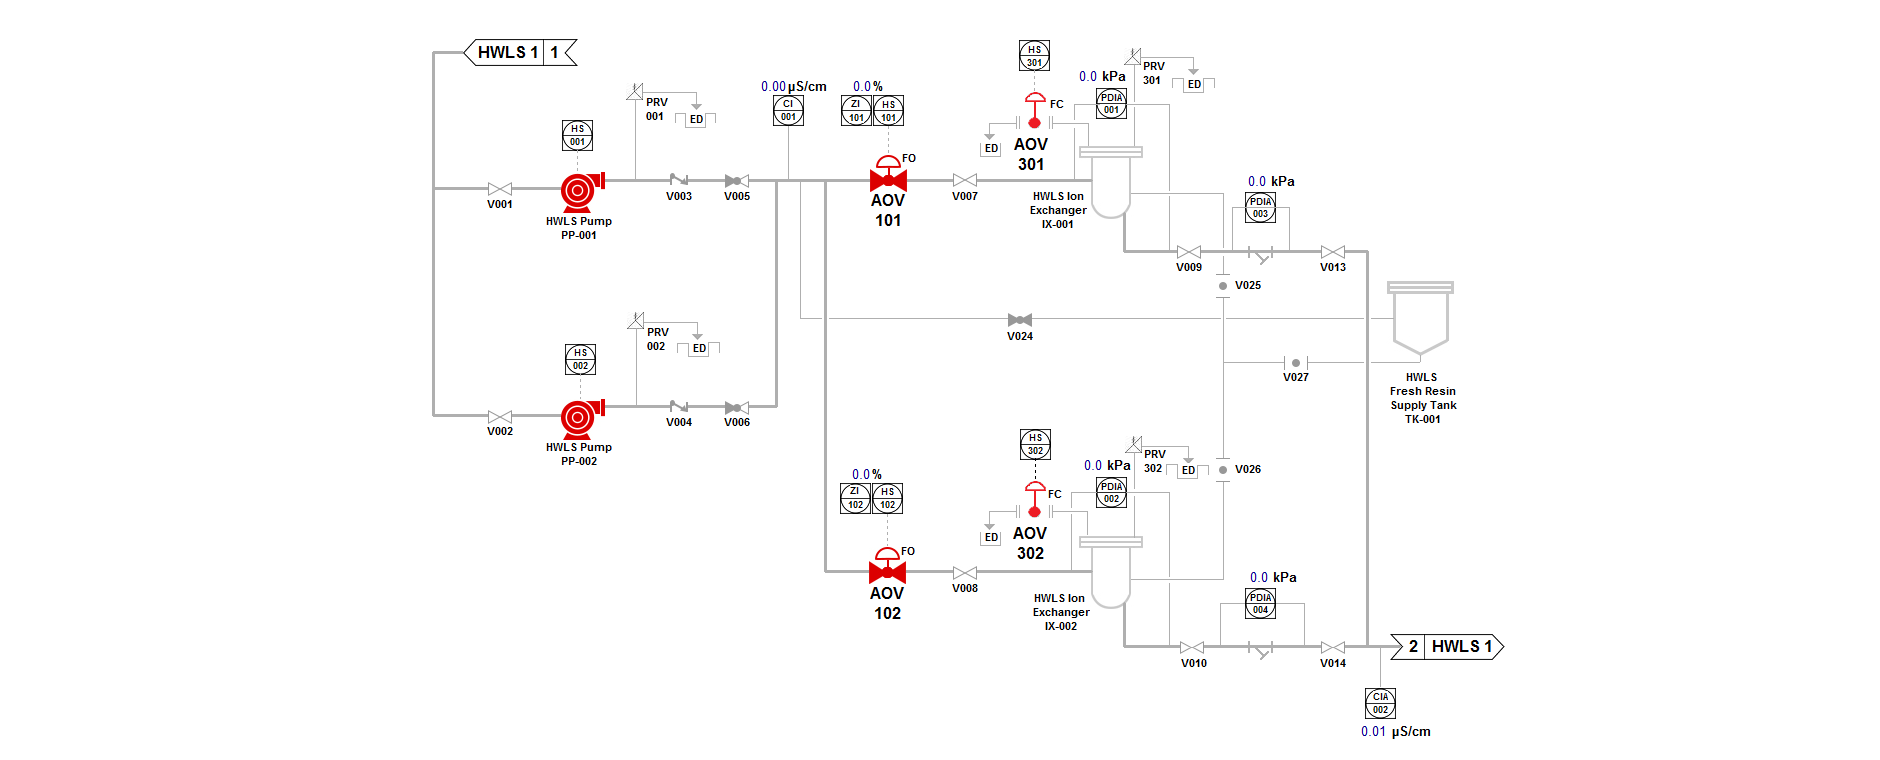 HWLS 1 1
HS
301
PRV
301
ED
0.0 kPa
PDIA
001
FC
0.00 µS/cm
CI
001
0.0 %
ZI
101
HS
101
PRV
001
ED
HS
001
ED
AOV
301
FO
AOV
101
V001
HWLS Pump
PP-001
V003
V005
V007
HWLS Ion
Exchanger
IX-001
0.0 kPa
PDIA
003
V009
V013
V025
V024
PRV
002
ED
HS
002
V027
HWLS
Fresh Resin
Supply Tank
TK-001
V002
HWLS Pump
PP-002
V004
V006
HS
302
PRV
302
ED
V026
0.0 kPa
PDIA
002
FC
0.0 %
ZI
102
HS
102
ED
AOV
302
FO
AOV
102
V008
HWLS Ion
Exchanger
IX-002
0.0 kPa
PDIA
004
V010
V014
2 HWLS 1
CIA
002
0.01 µS/cm